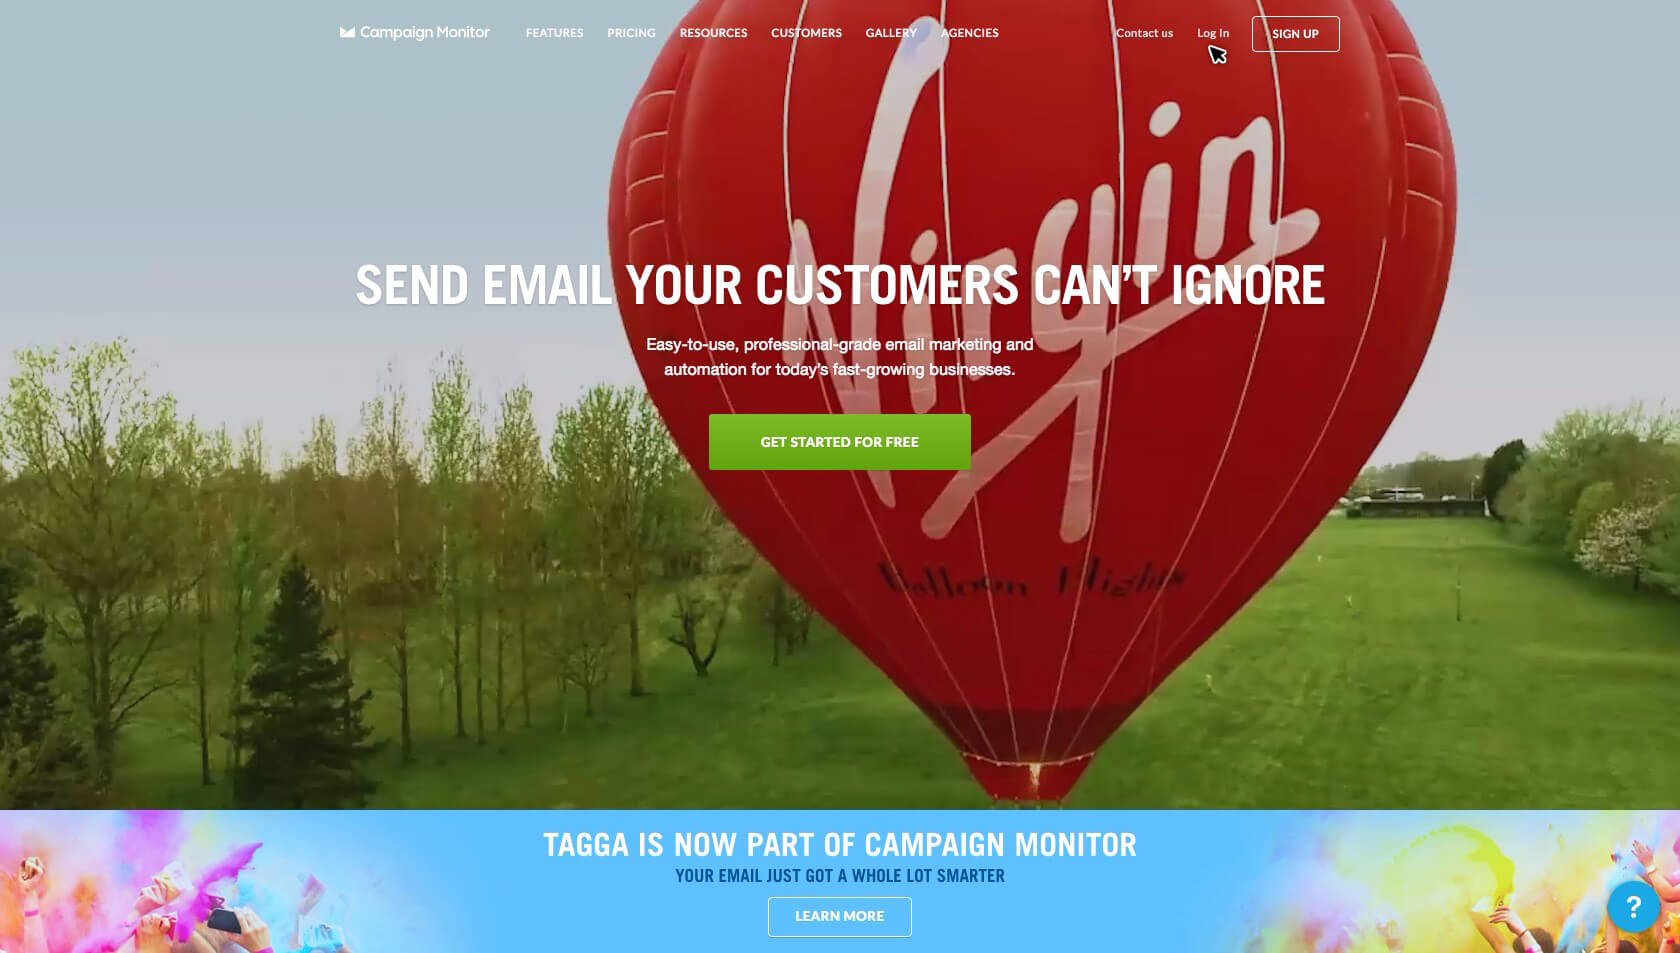 Campaign Monitor
FEATURES
PRICING
RESOURCES
CUSTOMERS
GALLERY
AGENCIES
Contact us
Log In
SIGN UP
Virgin
SEND EMAIL YOUR CUSTOMERS CAN'T IGNORE
Easy-to-use, professional-grade email marketing and
automation for today's fast-growing businesses.
GET STARTED FOR FREE
Balloon Flights
TAGGA IS NOW PART OF CAMPAIGN MONITOR
YOUR EMAIL JUST GOT A WHOLE LOT SMARTER
LEARN MORE
?